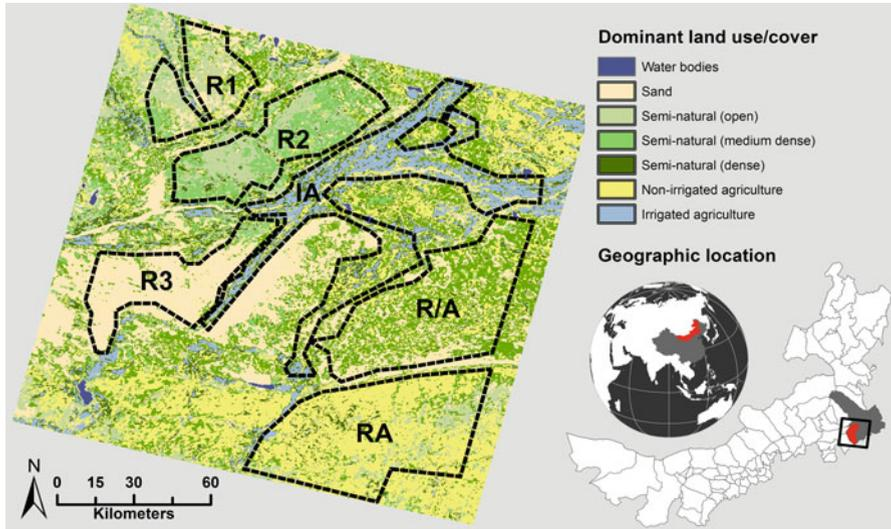 R1
R2
IA
R3
R/A
RA
N
0 15 30 60
Kilometers
Dominant land use/cover
Water bodies
Sand
Semi-natural (open)
Semi-natural (medium dense)
Semi-natural (dense)
Non-irrigated agriculture
Irrigated agriculture
Geographic location